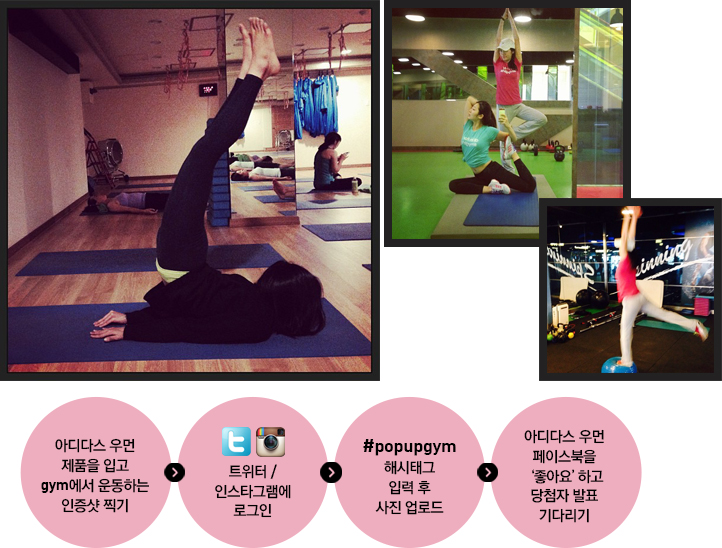 Spinning
spinning
아디다스 우먼
제품을 입고
gym에서 운동하는
인증샷 찍기
트위터 /
인스타그램에
로그인
#popupgym
해시태그
입력 후
사진 업로드
아디다스 우먼
페이스북을
‘좋아요’ 하고
당첨자 발표
기다리기